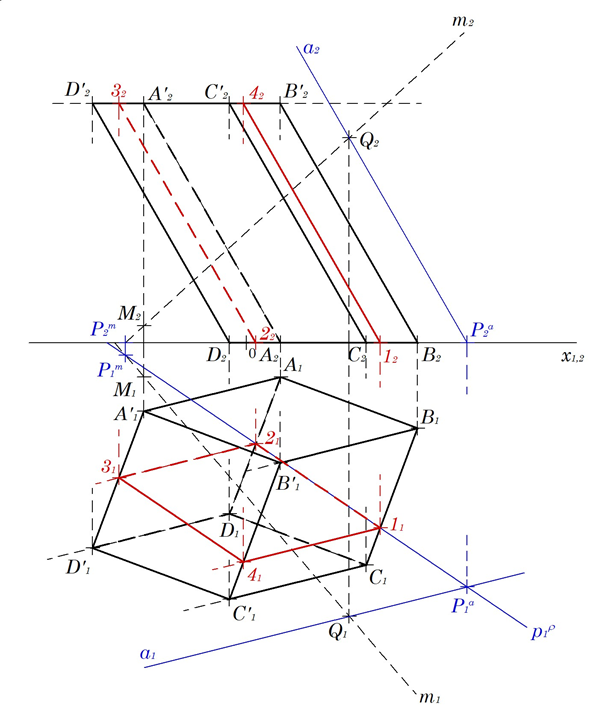 m₂
a₂
D'₂ 3₂ A'₂ C'₂ 4₂ B'₂
Q₂
M₂
P₂ᵐ 2₂ P₂ᵃ
D₂ 0 A₂ C₂ 1₂ B₂ x₁,₂
P₁ᵐ
A₁
M₁
A'₁ B₁
2₁
3₁
B'₁
D₁ 1₁
D'₁ 4₁ C₁
C'₁ P₁ᵃ
Q₁ p₁ᵖ
a₁
m₁